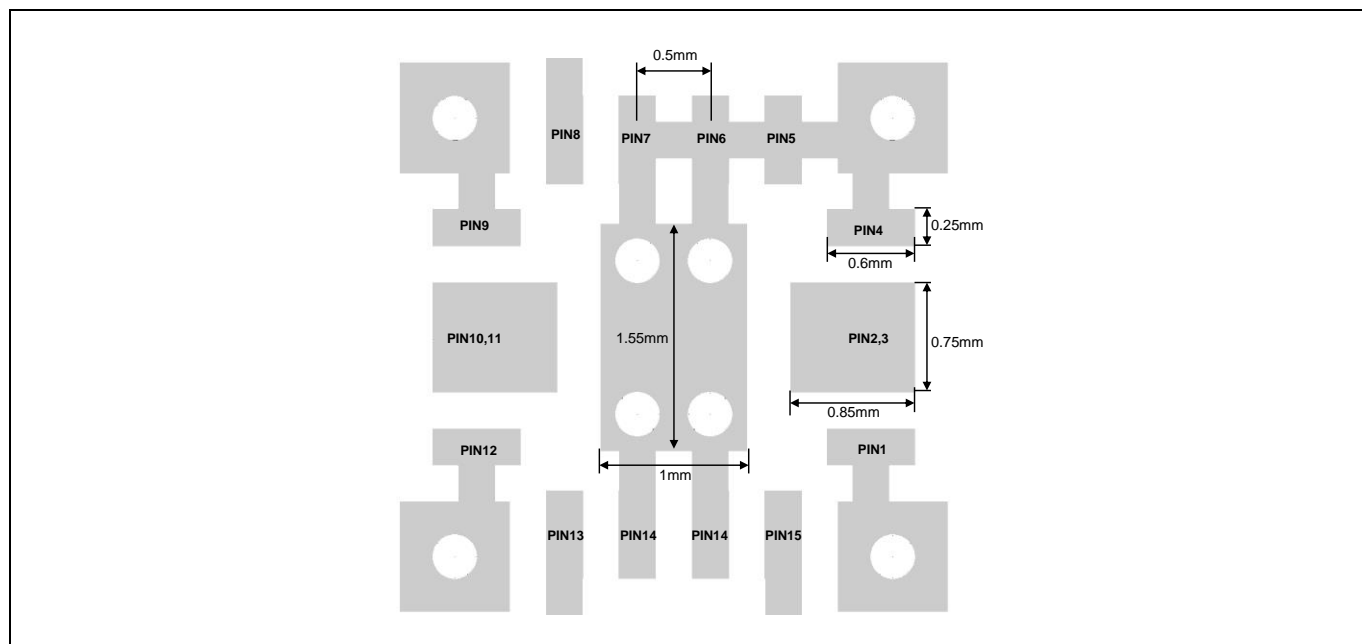 0.5mm
PIN8
PIN7
PIN6
PIN5
PIN9
PIN4
0.25mm
0.6mm
PIN10,11
1.55mm
PIN2,3
0.75mm
0.85mm
PIN12
PIN1
1mm
PIN13
PIN14
PIN14
PIN15